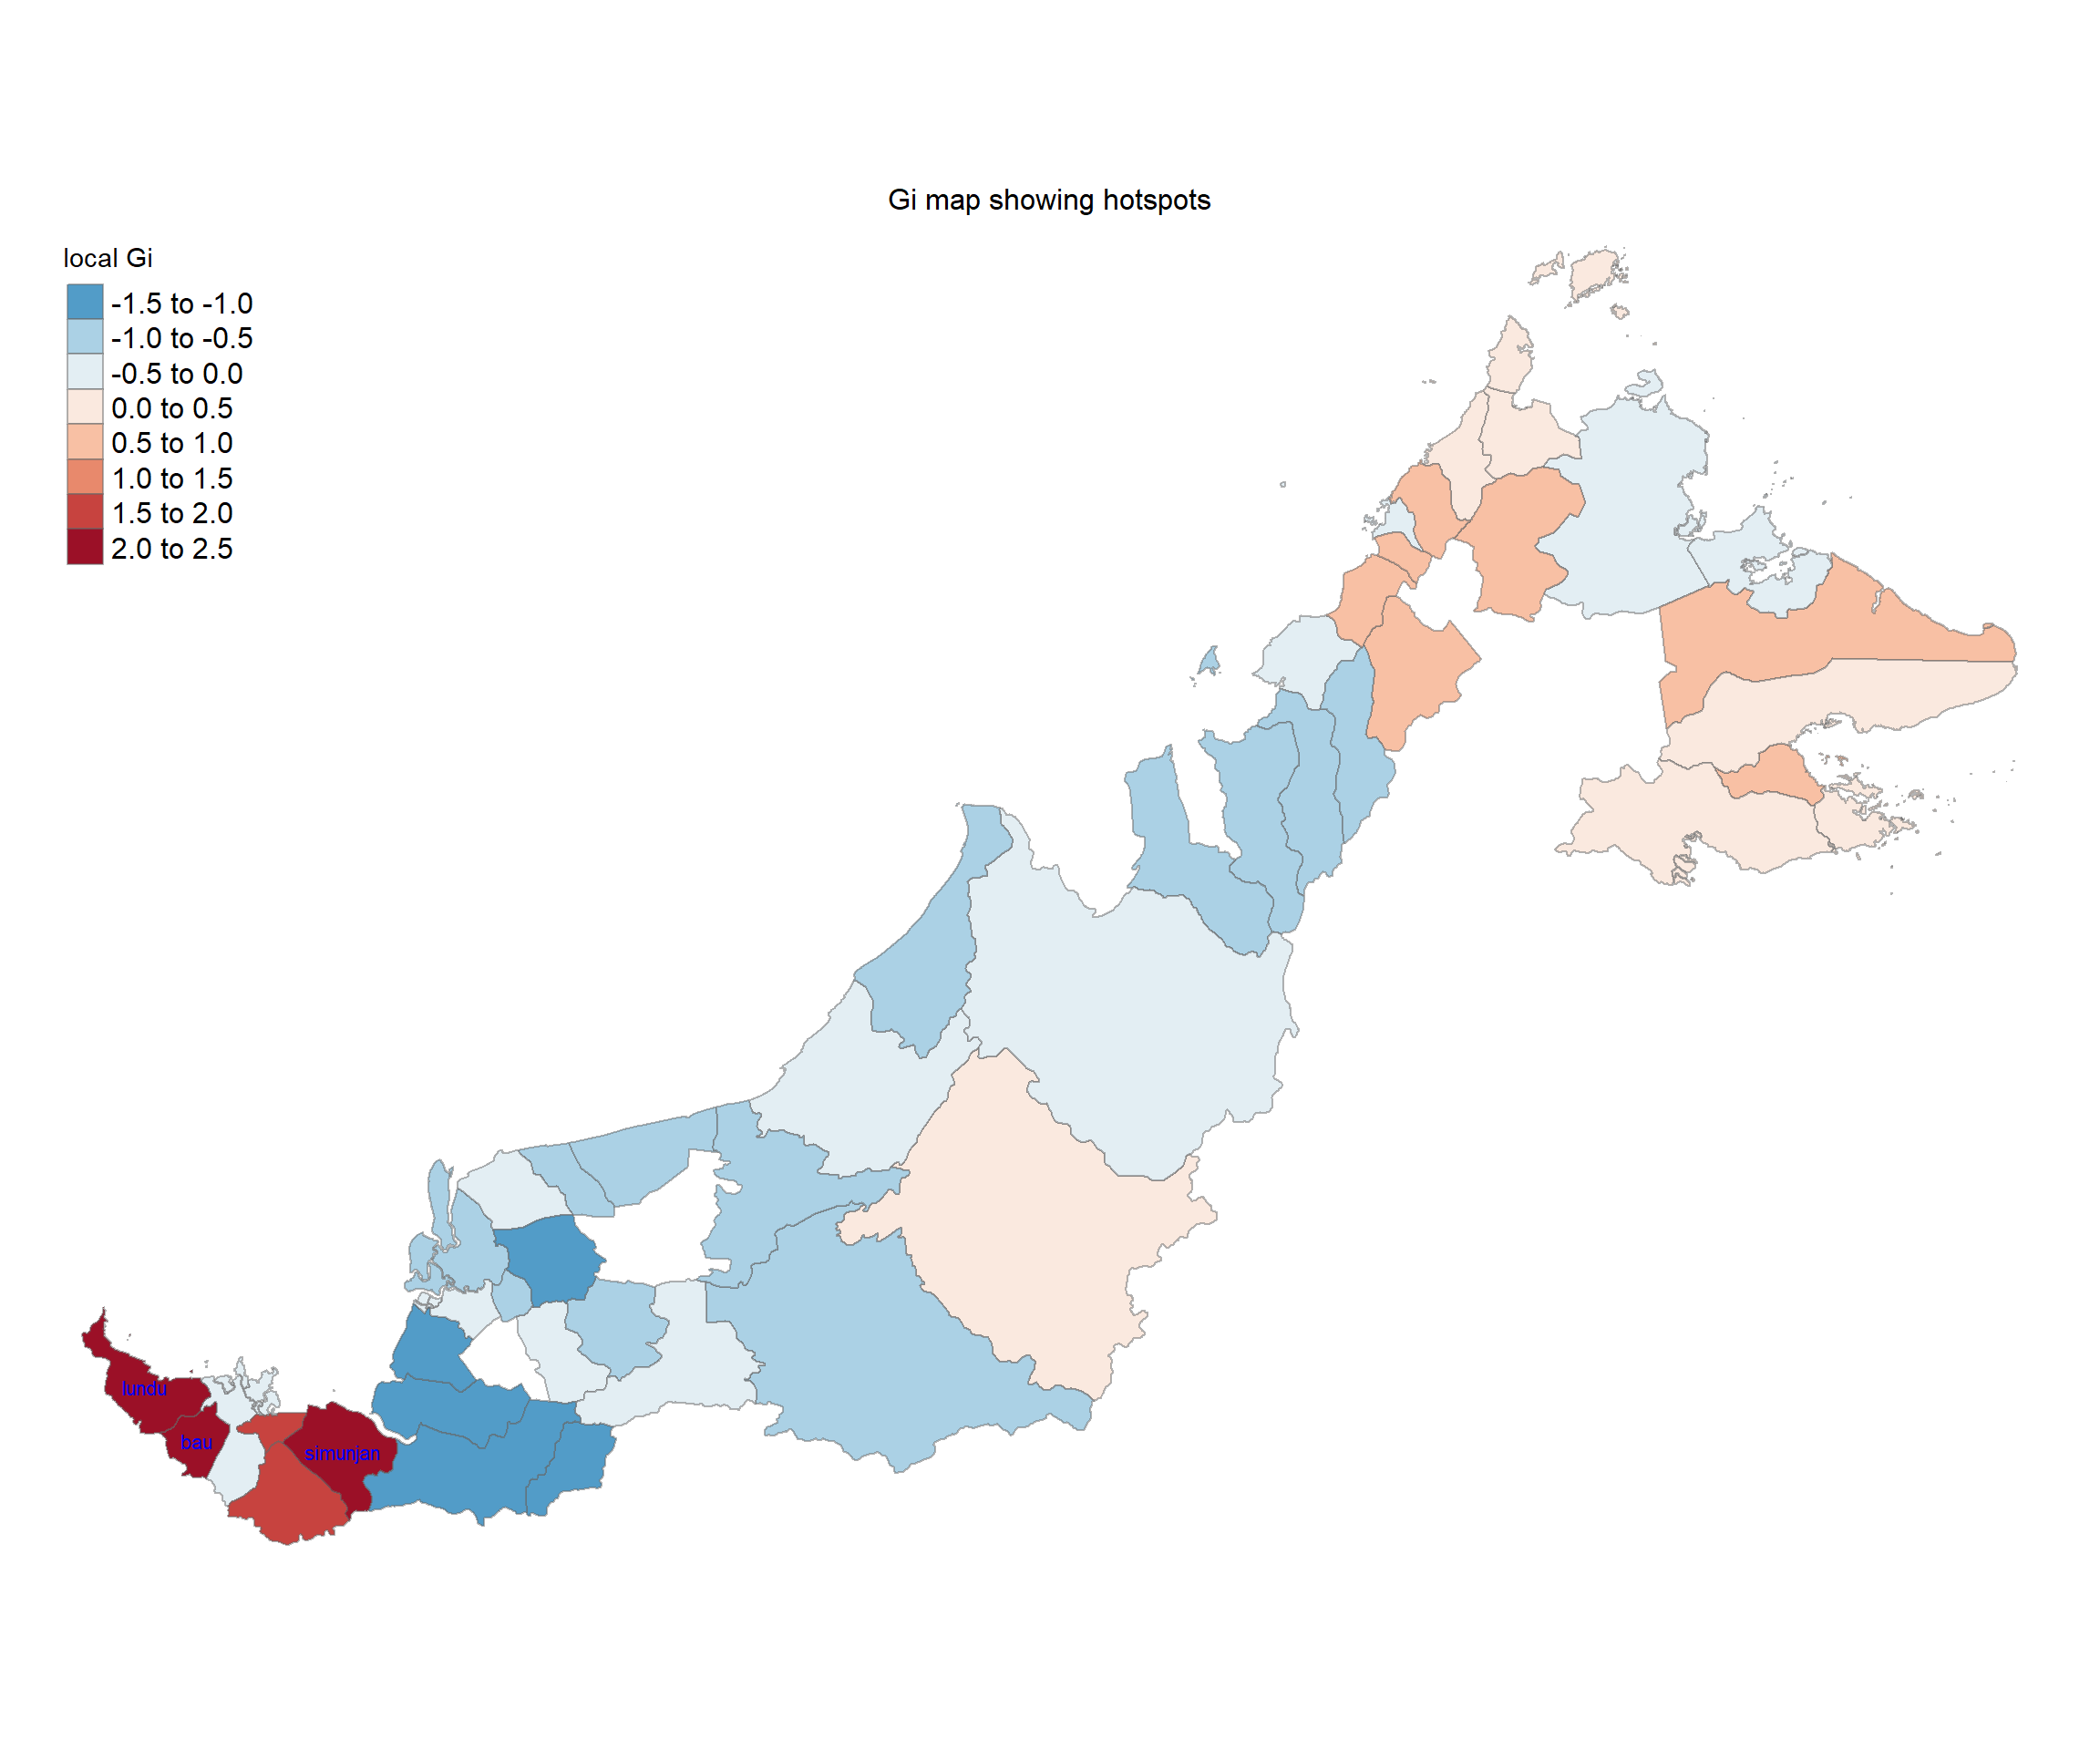 Gi map showing hotspots
local Gi
-1.5 to -1.0
-1.0 to -0.5
-0.5 to 0.0
0.0 to 0.5
0.5 to 1.0
1.0 to 1.5
1.5 to 2.0
2.0 to 2.5
lundu
bau
simunjan